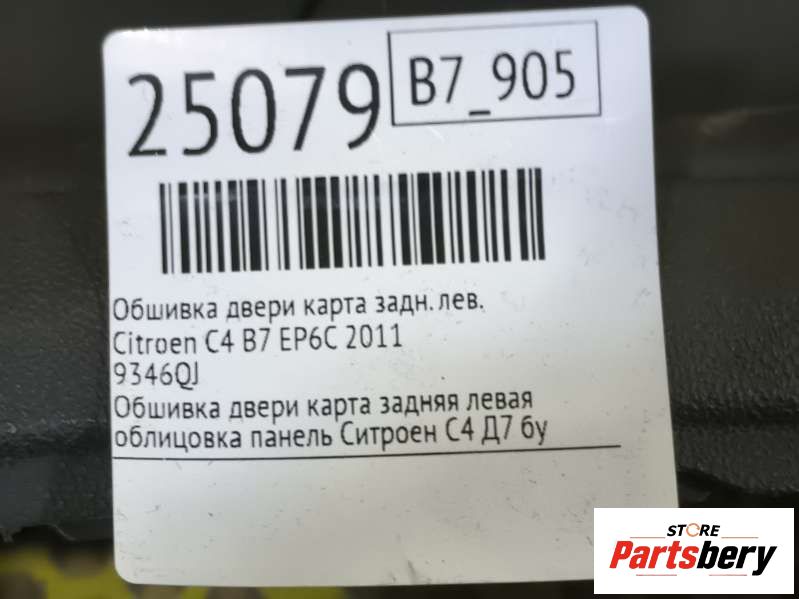 25079
B7_905
Обшивка двери карта задн. лев.
Citroen C4 B7 EP6C 2011
9346QJ
Обшивка двери карта задняя левая
облицовка панель Ситроен С4 Д7 бу
STORE
Partsbery